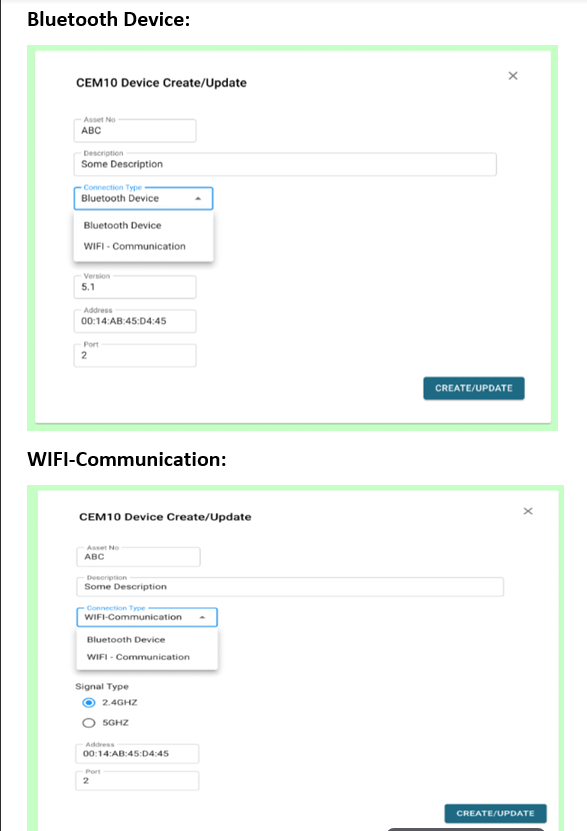 Bluetooth Device:
CEM10 Device Create/Update
Asset No
ABC
Description
Some Description
Connection Type
Bluetooth Device
Bluetooth Device
WIFI - Communication
Version
5.1
Address
00:14:AB:45:D4:45
Port
2
CREATE/UPDATE
WIFI-Communication:
CEM10 Device Create/Update
Asset No
ABC
Description
Some Description
Connection Type
WIFI-Communication
Bluetooth Device
WIFI - Communication
Signal Type
2.4GHZ
5GHZ
Address
00:14:AB:45:D4:45
Port
2
CREATE/UPDATE